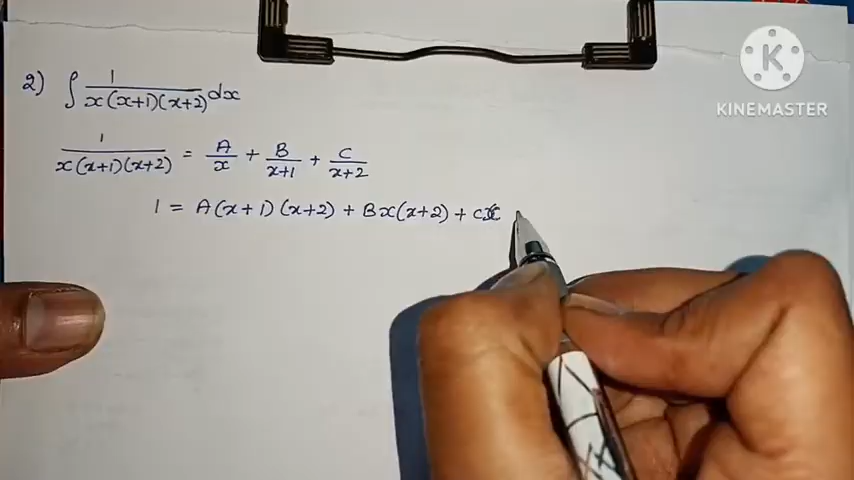 K
KINEMASTER
2) ∫ 1/(x(x+1)(x+2)) dx
1/(x(x+1)(x+2)) = A/x + B/(x+1) + C/(x+2)
1 = A(x+1)(x+2) + Bx(x+2) + Cx